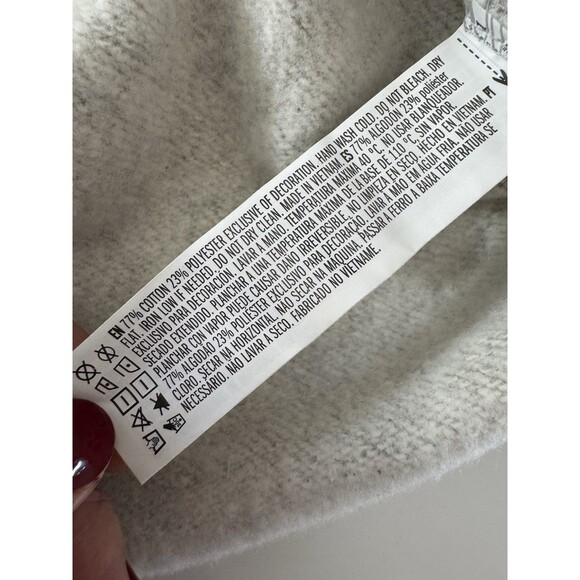 EN 77% COTTON 23% POLYESTER EXCLUSIVE OF DECORATION. HAND WASH COLD. DO NOT BLEACH. DRY
FLAT. IRON LOW IF NEEDED. DO NOT DRY CLEAN. MADE IN VIETNAM. ES 77% ALGODÓN 23% poliéster
EXCLUSIVO PARA DECORACIÓN. LAVAR A MANO, TEMPERATURA MÁXIMA 40 °C. NO USAR BLANQUEADOR.
SECADO EXTENDIDO. PLANCHAR A UNA TEMPERATURA MÁXIMA DE LA BASE DE 110 °C, SIN VAPOR.
PLANCHAR CON VAPOR PUEDE CAUSAR DAÑO IRREVERSIBLE. NO LIMPIEZA EN SECO. HECHO EN VIETNAM. PT
77% ALGODÃO 23% POLIÉSTER EXCLUSIVO PARA DECORAÇÃO. LAVAR A MÃO EM ÁGUA FRIA. NÃO USAR
CLORO. SECAR NA HORIZONTAL. NÃO SECAR NA MAQUIVA. PASSAR A FERRO A BAIXA TEMPERATURA SE
NECESSÁRIO. NÃO LAVAR A SECO. FABRICADO NO VIETNAME.